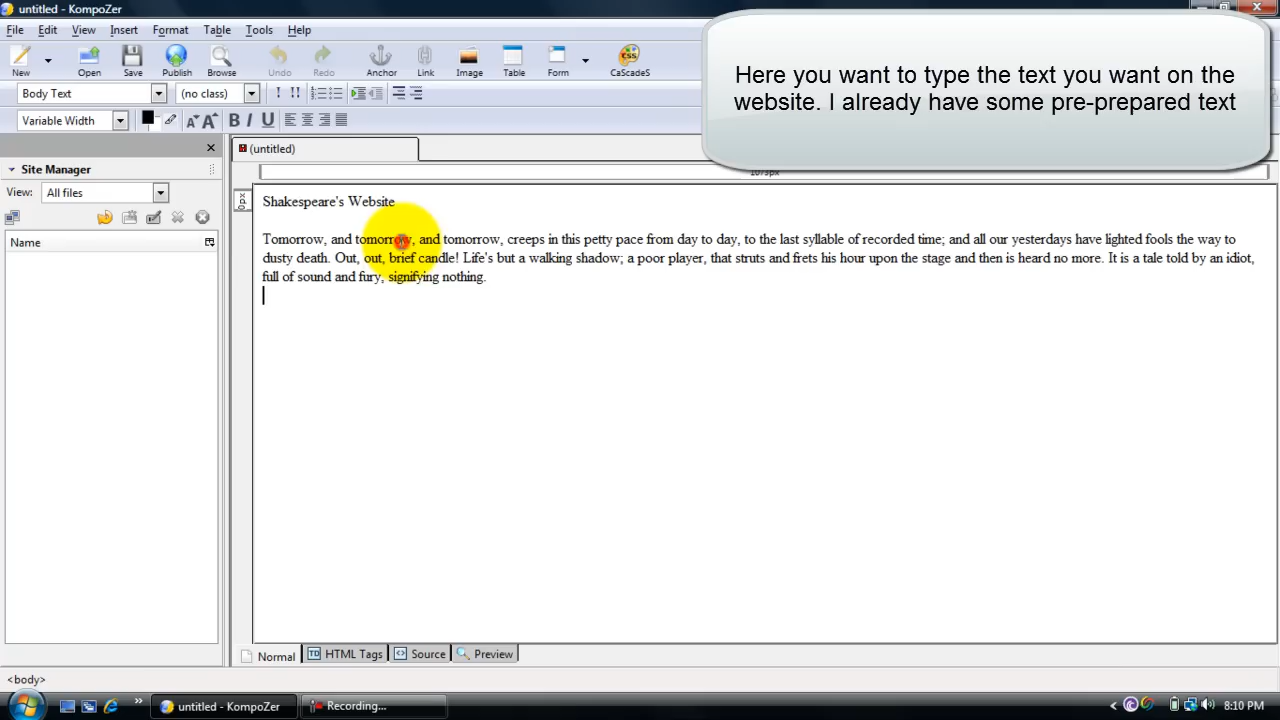 untitled - KompoZer
File Edit View Insert Format Table Tools Help
Here you want to type the text you want on the
website. I already have some pre-prepared text
New Open Save Publish Browse Undo Redo Anchor Link Image Table Form CaScadeS
Body Text (no class) ! !!
Variable Width A A B I U
(untitled)
Site Manager
1073px
View: All files
0px
Name
Shakespeare's Website
Tomorrow, and tomorrow, and tomorrow, creeps in this petty pace from day to day, to the last syllable of recorded time; and all our yesterdays have lighted fools the way to
dusty death. Out, out, brief candle! Life's but a walking shadow; a poor player, that struts and frets his hour upon the stage and then is heard no more. It is a tale told by an idiot,
full of sound and fury, signifying nothing.
Normal TD HTML Tags <> Source Preview
<body>
untitled - KompoZer Recording... 8:10 PM